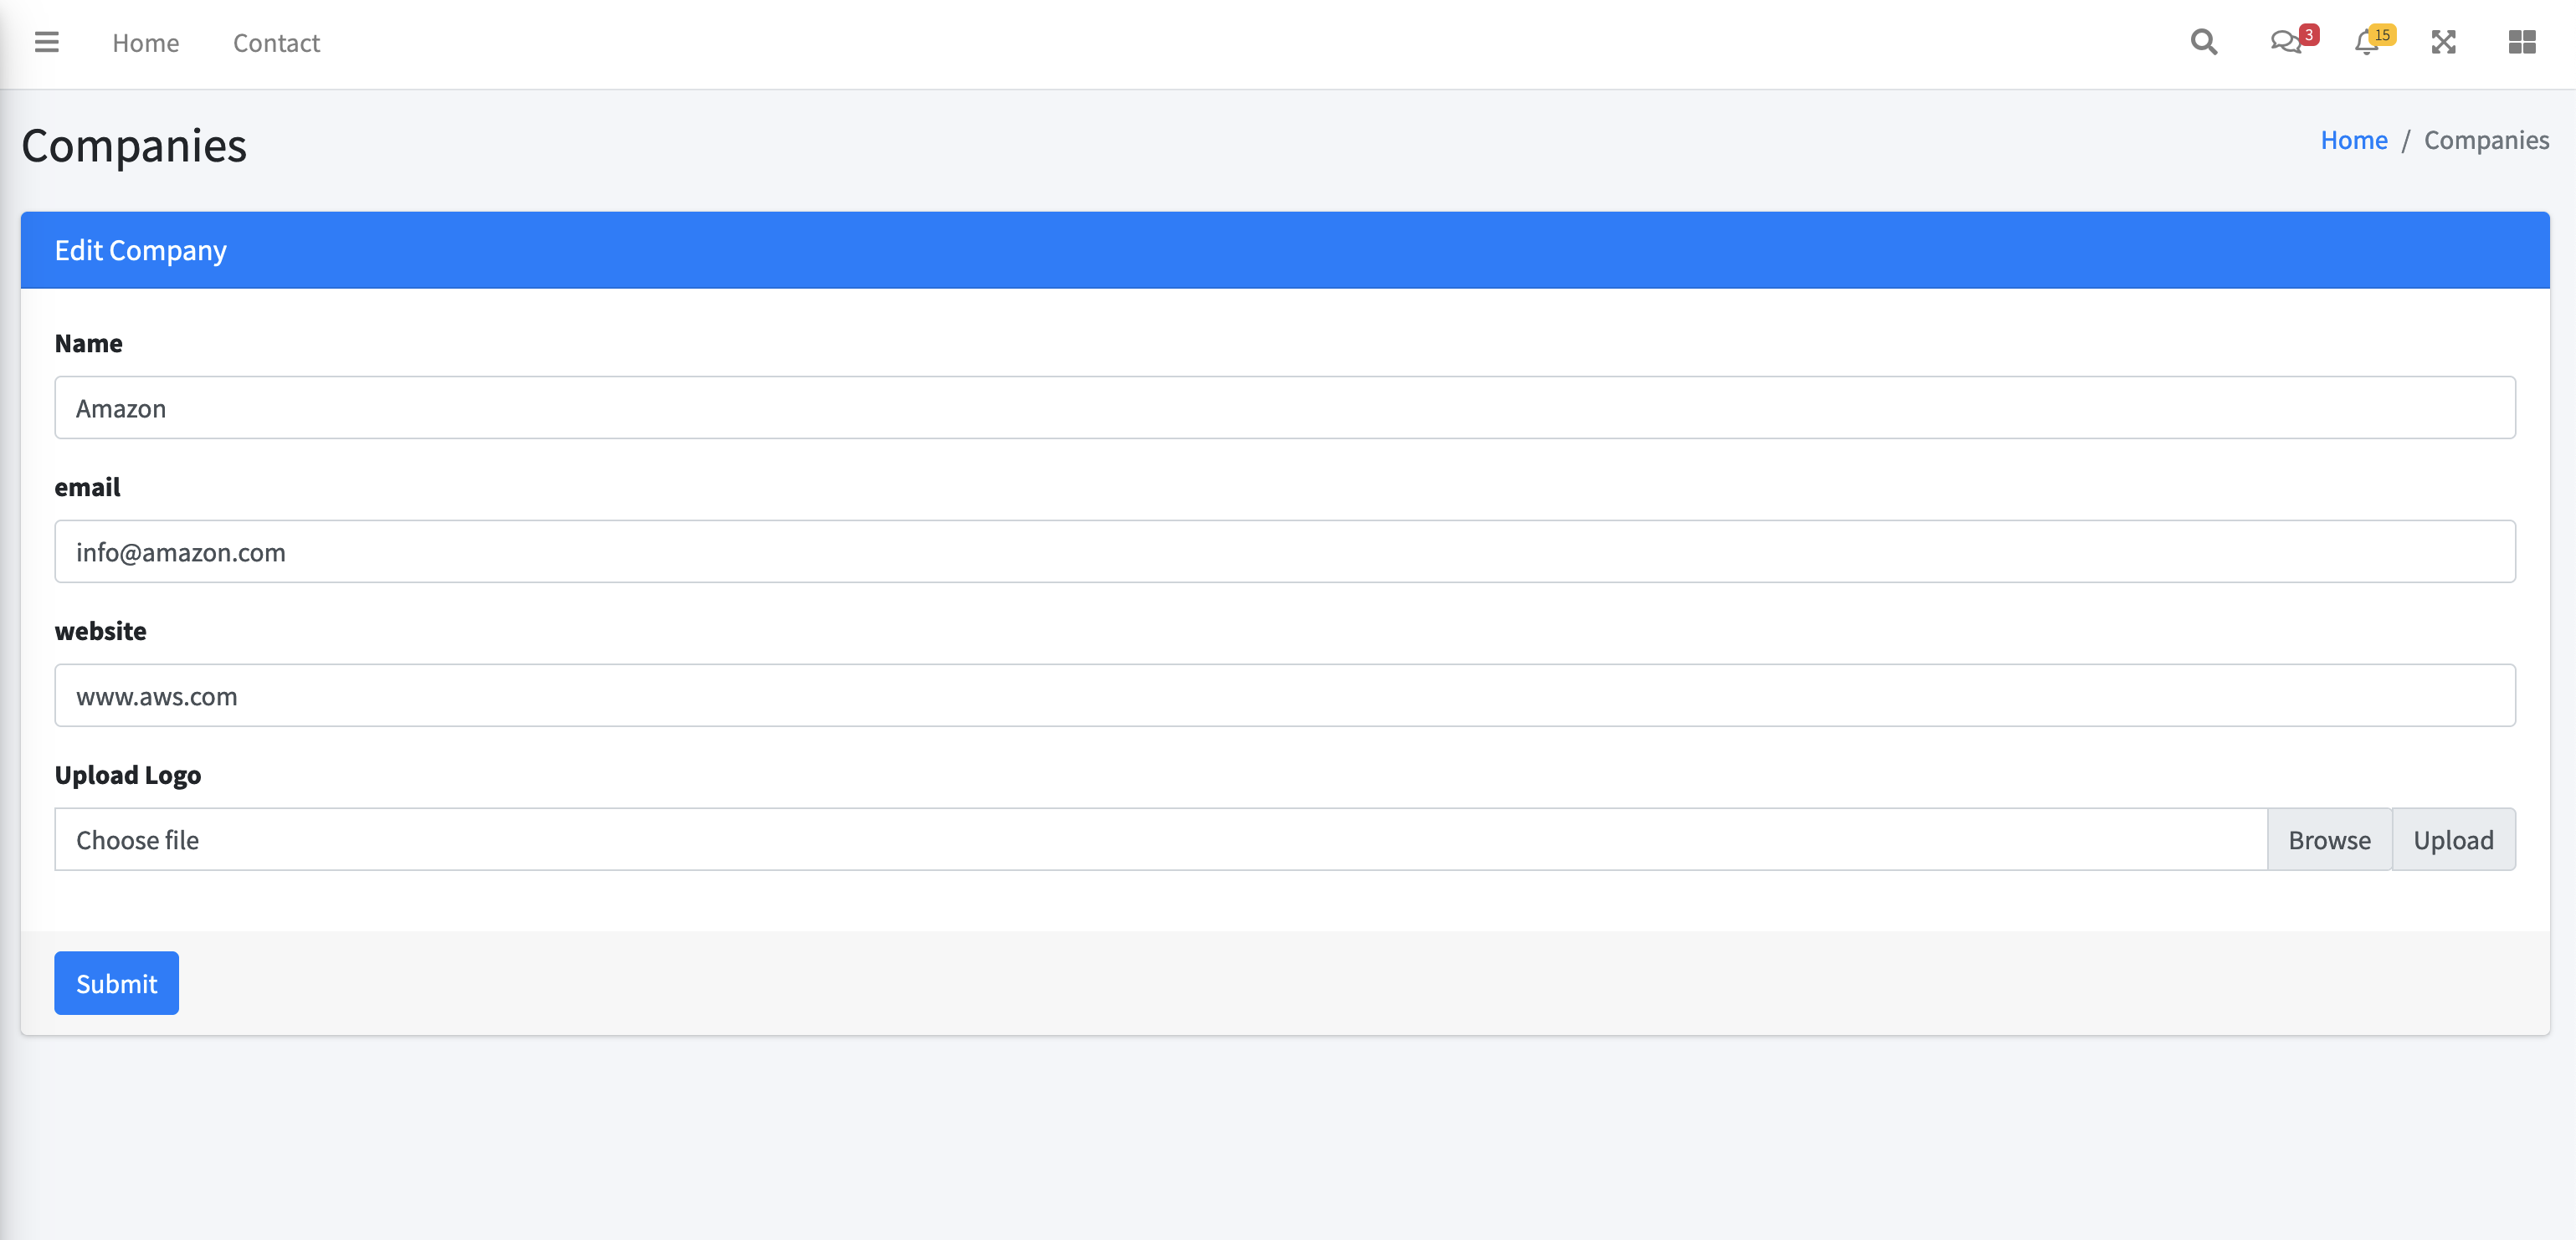 Home Contact 3 15
Companies
Home / Companies
Edit Company
Name
Amazon
email
info@amazon.com
website
www.aws.com
Upload Logo
Choose file Browse Upload
Submit